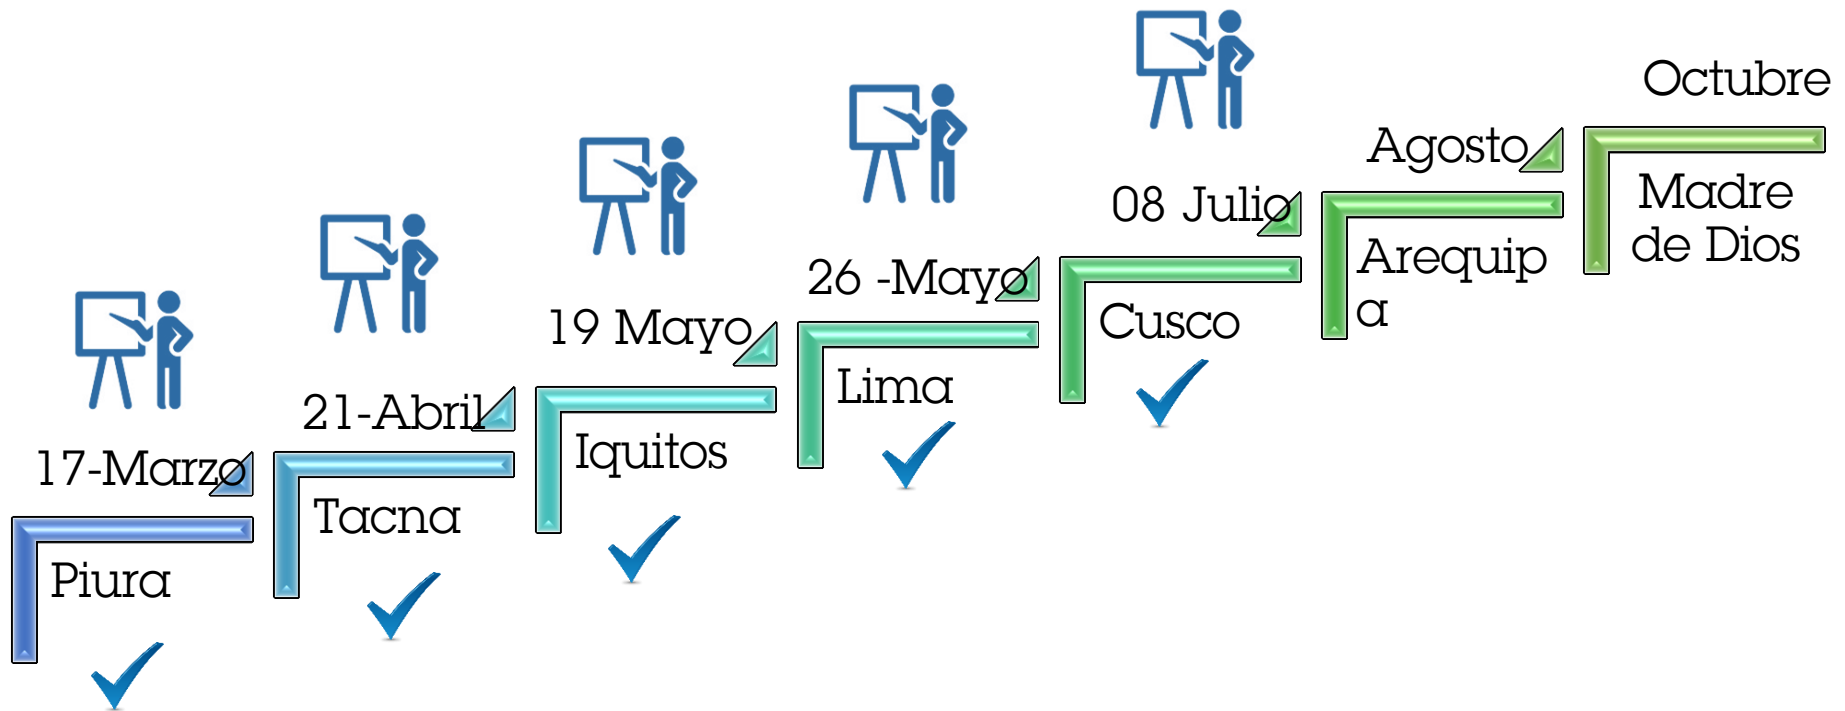 17-Marzo
Piura
21-Abril
Tacna
19 Mayo
Iquitos
26 -Mayo
Lima
08 Julio
Cusco
Agosto
Arequip
a
Octubre
Madre
de Dios